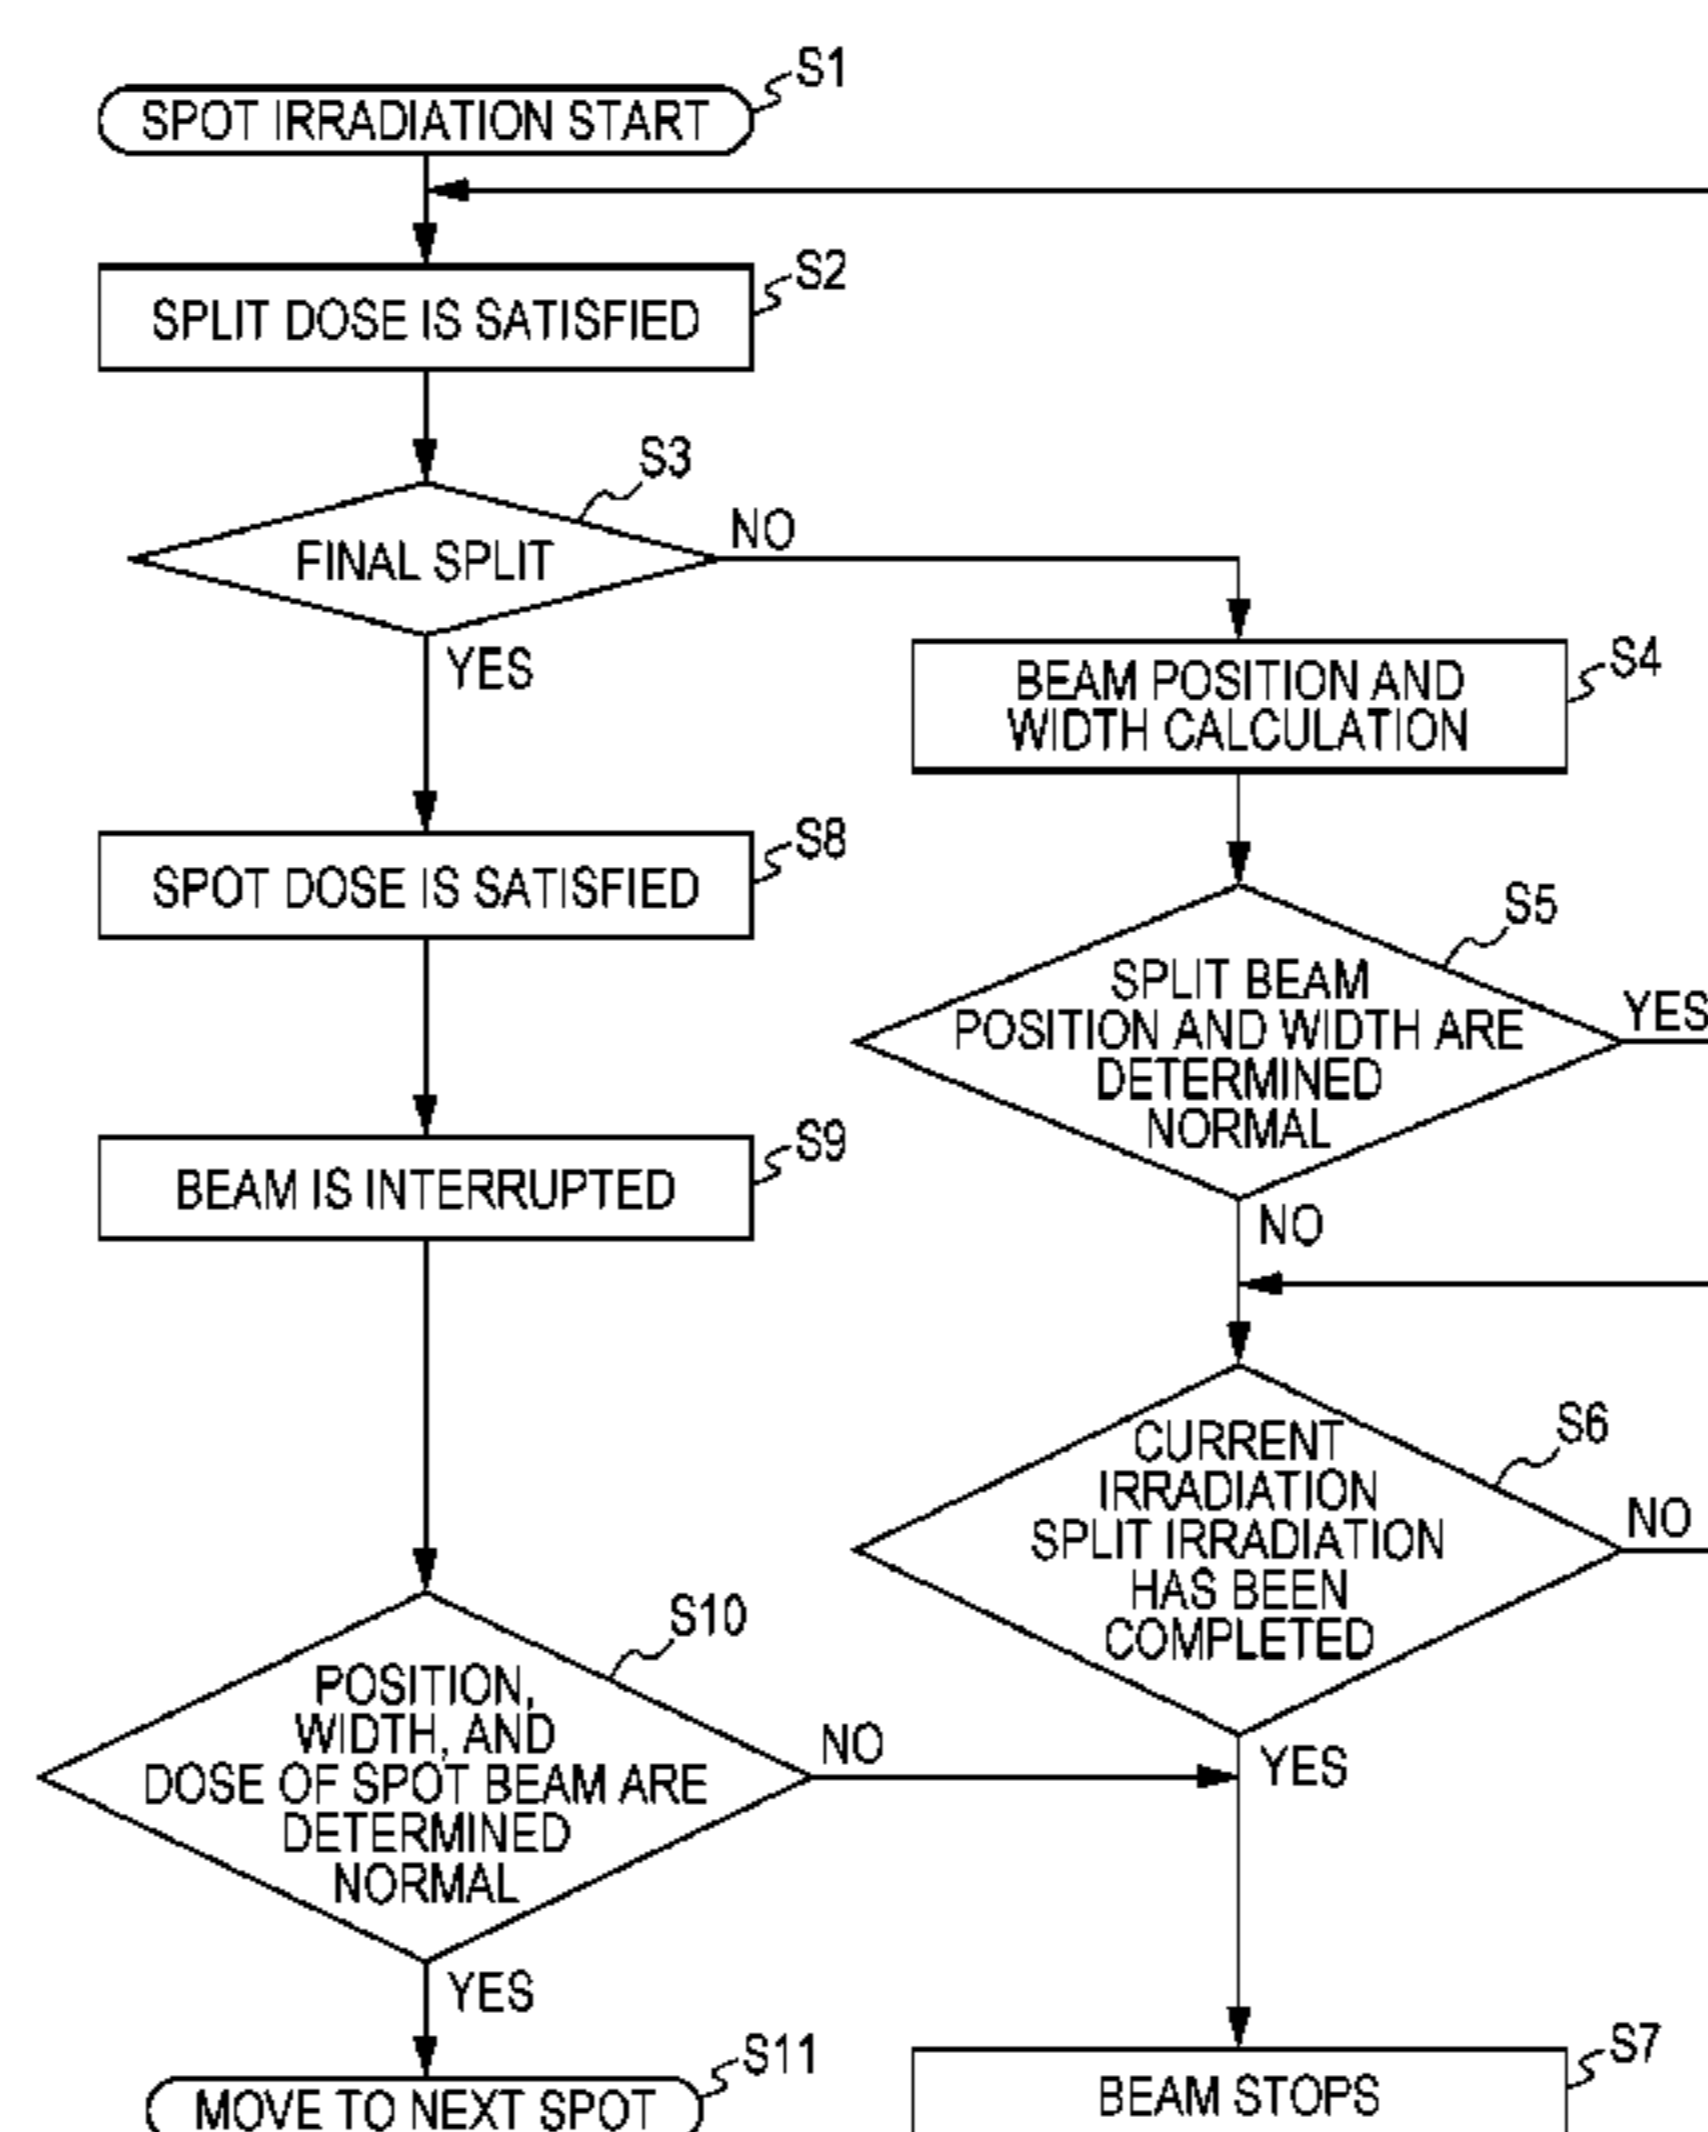 S1
SPOT IRRADIATION START
S2
SPLIT DOSE IS SATISFIED
S3
FINAL SPLIT
NO
YES
S4
BEAM POSITION AND
WIDTH CALCULATION
S8
SPOT DOSE IS SATISFIED
S5
SPLIT BEAM
POSITION AND WIDTH ARE
DETERMINED
NORMAL
YES
NO
S9
BEAM IS INTERRUPTED
S6
CURRENT
IRRADIATION
SPLIT IRRADIATION
HAS BEEN
COMPLETED
NO
YES
S10
POSITION,
WIDTH, AND
DOSE OF SPOT BEAM ARE
DETERMINED
NORMAL
NO
YES
S11
MOVE TO NEXT SPOT
S7
BEAM STOPS